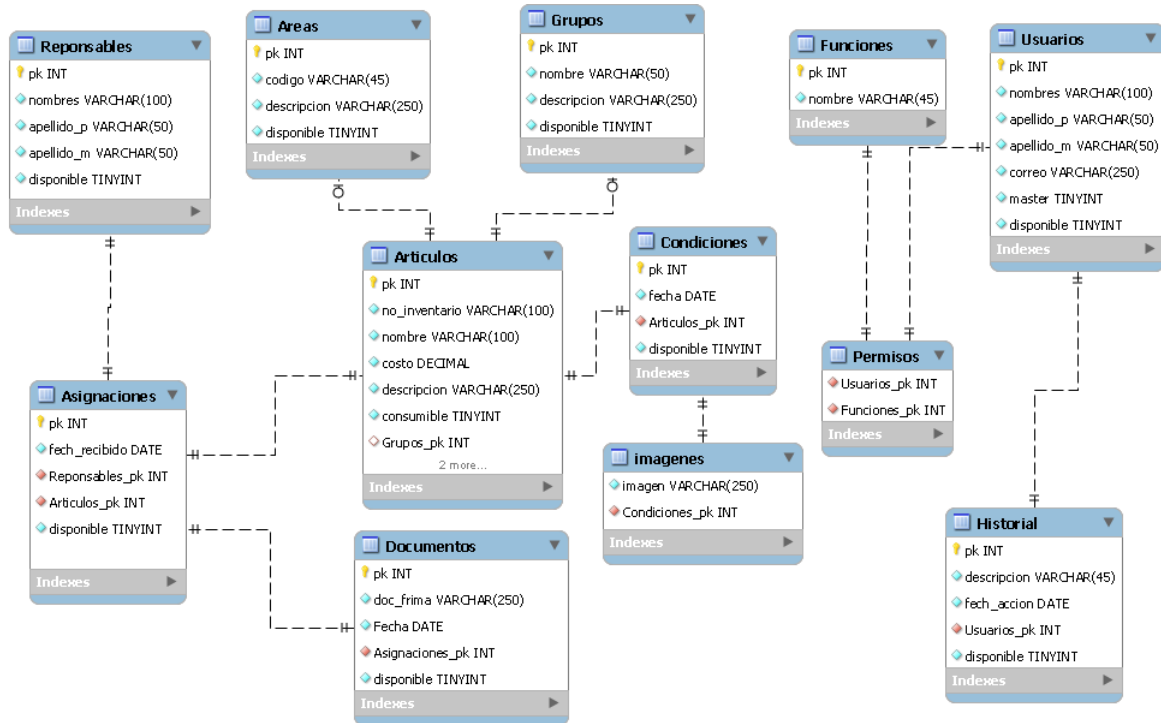 Reponsables
pk INT
nombres VARCHAR(100)
apellido_p VARCHAR(50)
apellido_m VARCHAR(50)
disponible TINYINT
Indexes
Areas
pk INT
codigo VARCHAR(45)
descripcion VARCHAR(250)
disponible TINYINT
Indexes
Grupos
pk INT
nombre VARCHAR(50)
descripcion VARCHAR(250)
disponible TINYINT
Indexes
Funciones
pk INT
nombre VARCHAR(45)
Indexes
Usuarios
pk INT
nombres VARCHAR(100)
apellido_p VARCHAR(50)
apellido_m VARCHAR(50)
correo VARCHAR(250)
master TINYINT
disponible TINYINT
Indexes
Articulos
pk INT
no_inventario VARCHAR(100)
nombre VARCHAR(100)
costo DECIMAL
descripcion VARCHAR(250)
consumible TINYINT
Grupos_pk INT
2 more...
Indexes
Condiciones
pk INT
fecha DATE
Articulos_pk INT
disponible TINYINT
Indexes
Permisos
Usuarios_pk INT
Funciones_pk INT
Indexes
Asignaciones
pk INT
fech_recibido DATE
Reponsables_pk INT
Articulos_pk INT
disponible TINYINT
Indexes
imagenes
imagen VARCHAR(250)
Condiciones_pk INT
Indexes
Documentos
pk INT
doc_frima VARCHAR(250)
Fecha DATE
Asignaciones_pk INT
disponible TINYINT
Indexes
Historial
pk INT
descripcion VARCHAR(45)
fech_accion DATE
Usuarios_pk INT
disponible TINYINT
Indexes